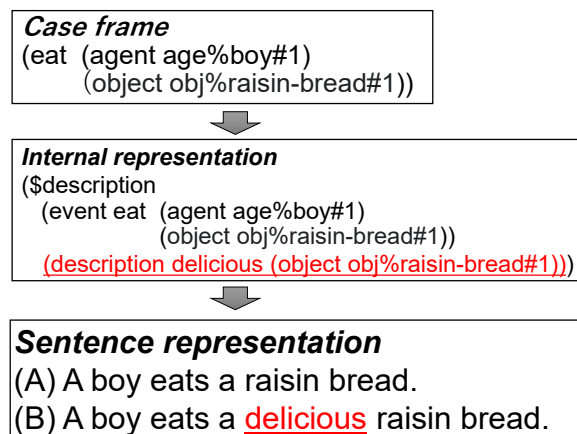 Case frame
(eat (agent age%boy#1)
(object obj%raisin-bread#1))
Internal representation
($description
(event eat (agent age%boy#1)
(object obj%raisin-bread#1))
(description delicious (object obj%raisin-bread#1)))
Sentence representation
(A) A boy eats a raisin bread.
(B) A boy eats a delicious raisin bread.